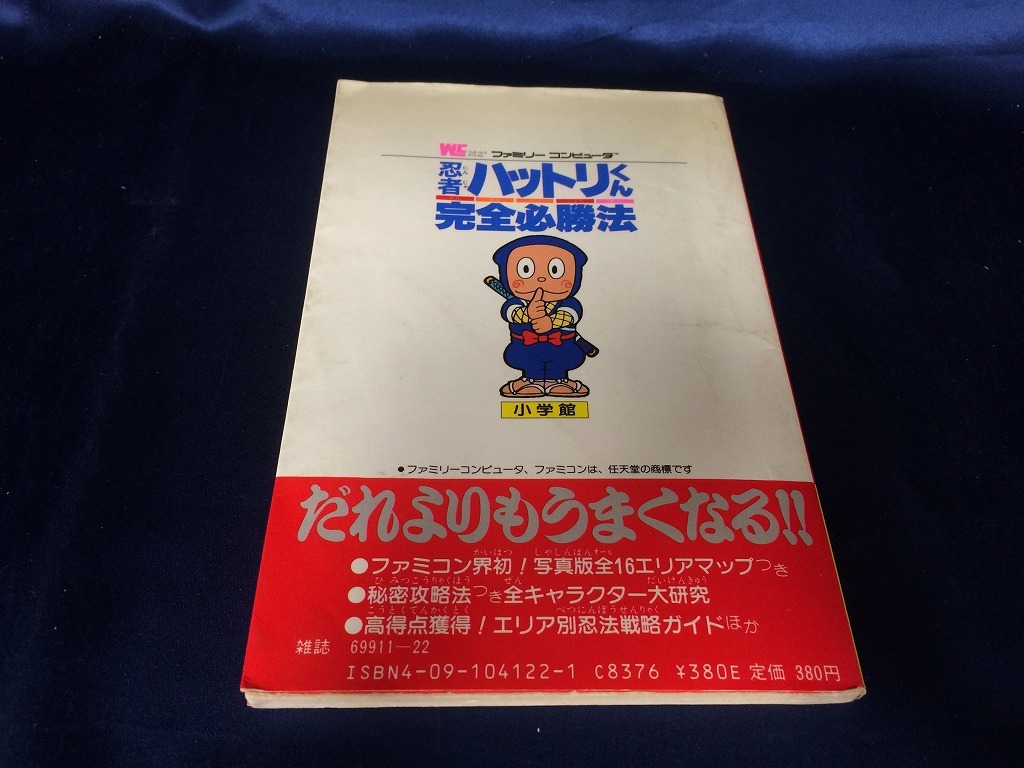 ファミリー コンピュータ
忍者ハットリくん
完全必勝法
小学館
●ファミリーコンピュータ、ファミコンは、任天堂の商標です
だれよりもうまくなる!!
●ファミコン界初!写真版全16エリアマップつき
●秘密攻略法つき全キャラクター大研究
●高得点獲得!エリア別忍法戦略ガイドほか
雑誌 69911—22
ISBN4-09-104122-1 C8376 ¥380E 定価 380円